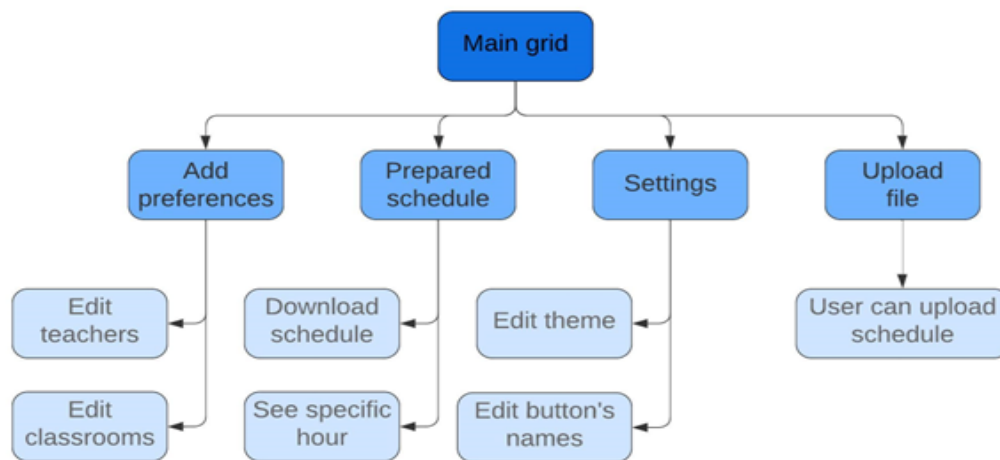 Main grid
Add
preferences
Prepared
schedule
Settings
Upload
file
Edit
teachers
Download
schedule
Edit theme
User can upload
schedule
Edit
classrooms
See specific
hour
Edit button's
names